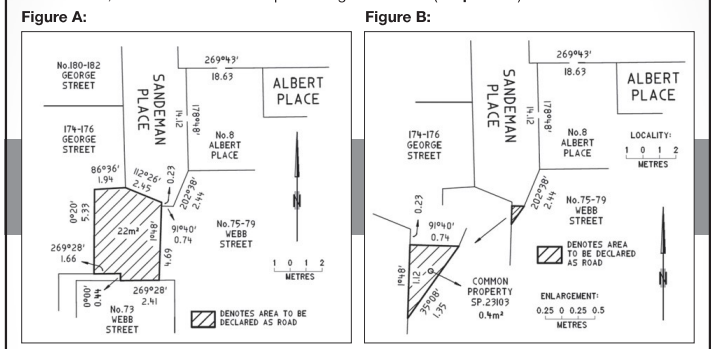 Figure A:
Figure B:
No.180-182
GEORGE
STREET
SANDEMAN
PLACE
269°43'
18.63
ALBERT
PLACE
178°48'
14.12
174-176
GEORGE
STREET
No.8
ALBERT
PLACE
86°36'
1.94
112°26'
2.45
0.23
202°38'
2.44
0°20'
5.33
22m²
91°40'
0.74
No.75-79
WEBB
STREET
N
181°48'
4.69
269°28'
1.66
0°00'
0.44
269°28'
2.41
No.73
WEBB
STREET
1 0 1 2
METRES
DENOTES AREA TO BE
DECLARED AS ROAD
269°43'
18.63
SANDEMAN
PLACE
ALBERT
PLACE
178°48'
14.12
174-176
GEORGE
STREET
No.8
ALBERT
PLACE
LOCALITY:
1 0 1 2
METRES
0.23
202°38'
2.44
No.75-79
WEBB
STREET
91°40'
0.74
DENOTES AREA
TO BE DECLARED
AS ROAD
N
1°48'
1.12
35°08'
1.35
COMMON
PROPERTY
SP.23103
0.4m²
ENLARGEMENT:
0.25 0 0.25 0.5
METRES